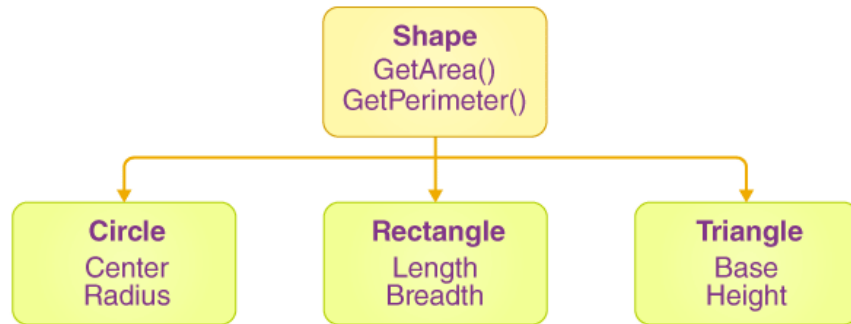 Shape
GetArea()
GetPerimeter()
Circle
Center
Radius
Rectangle
Length
Breadth
Triangle
Base
Height